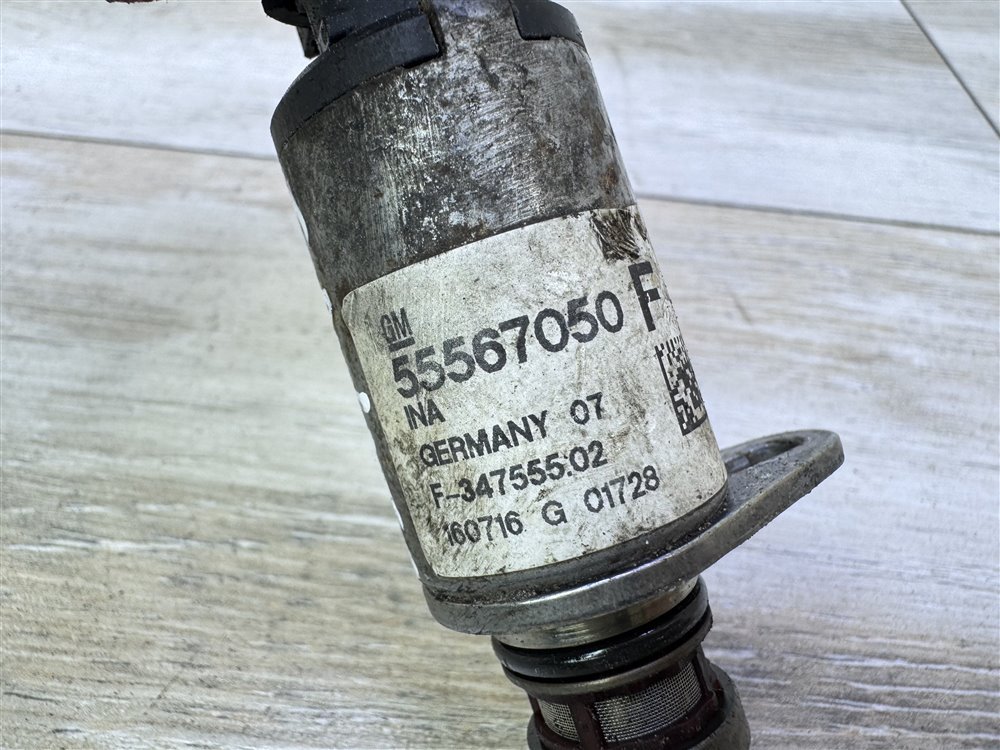 GM
55567050 F
INA
GERMANY 07
F-347555.02
160716 G 01728